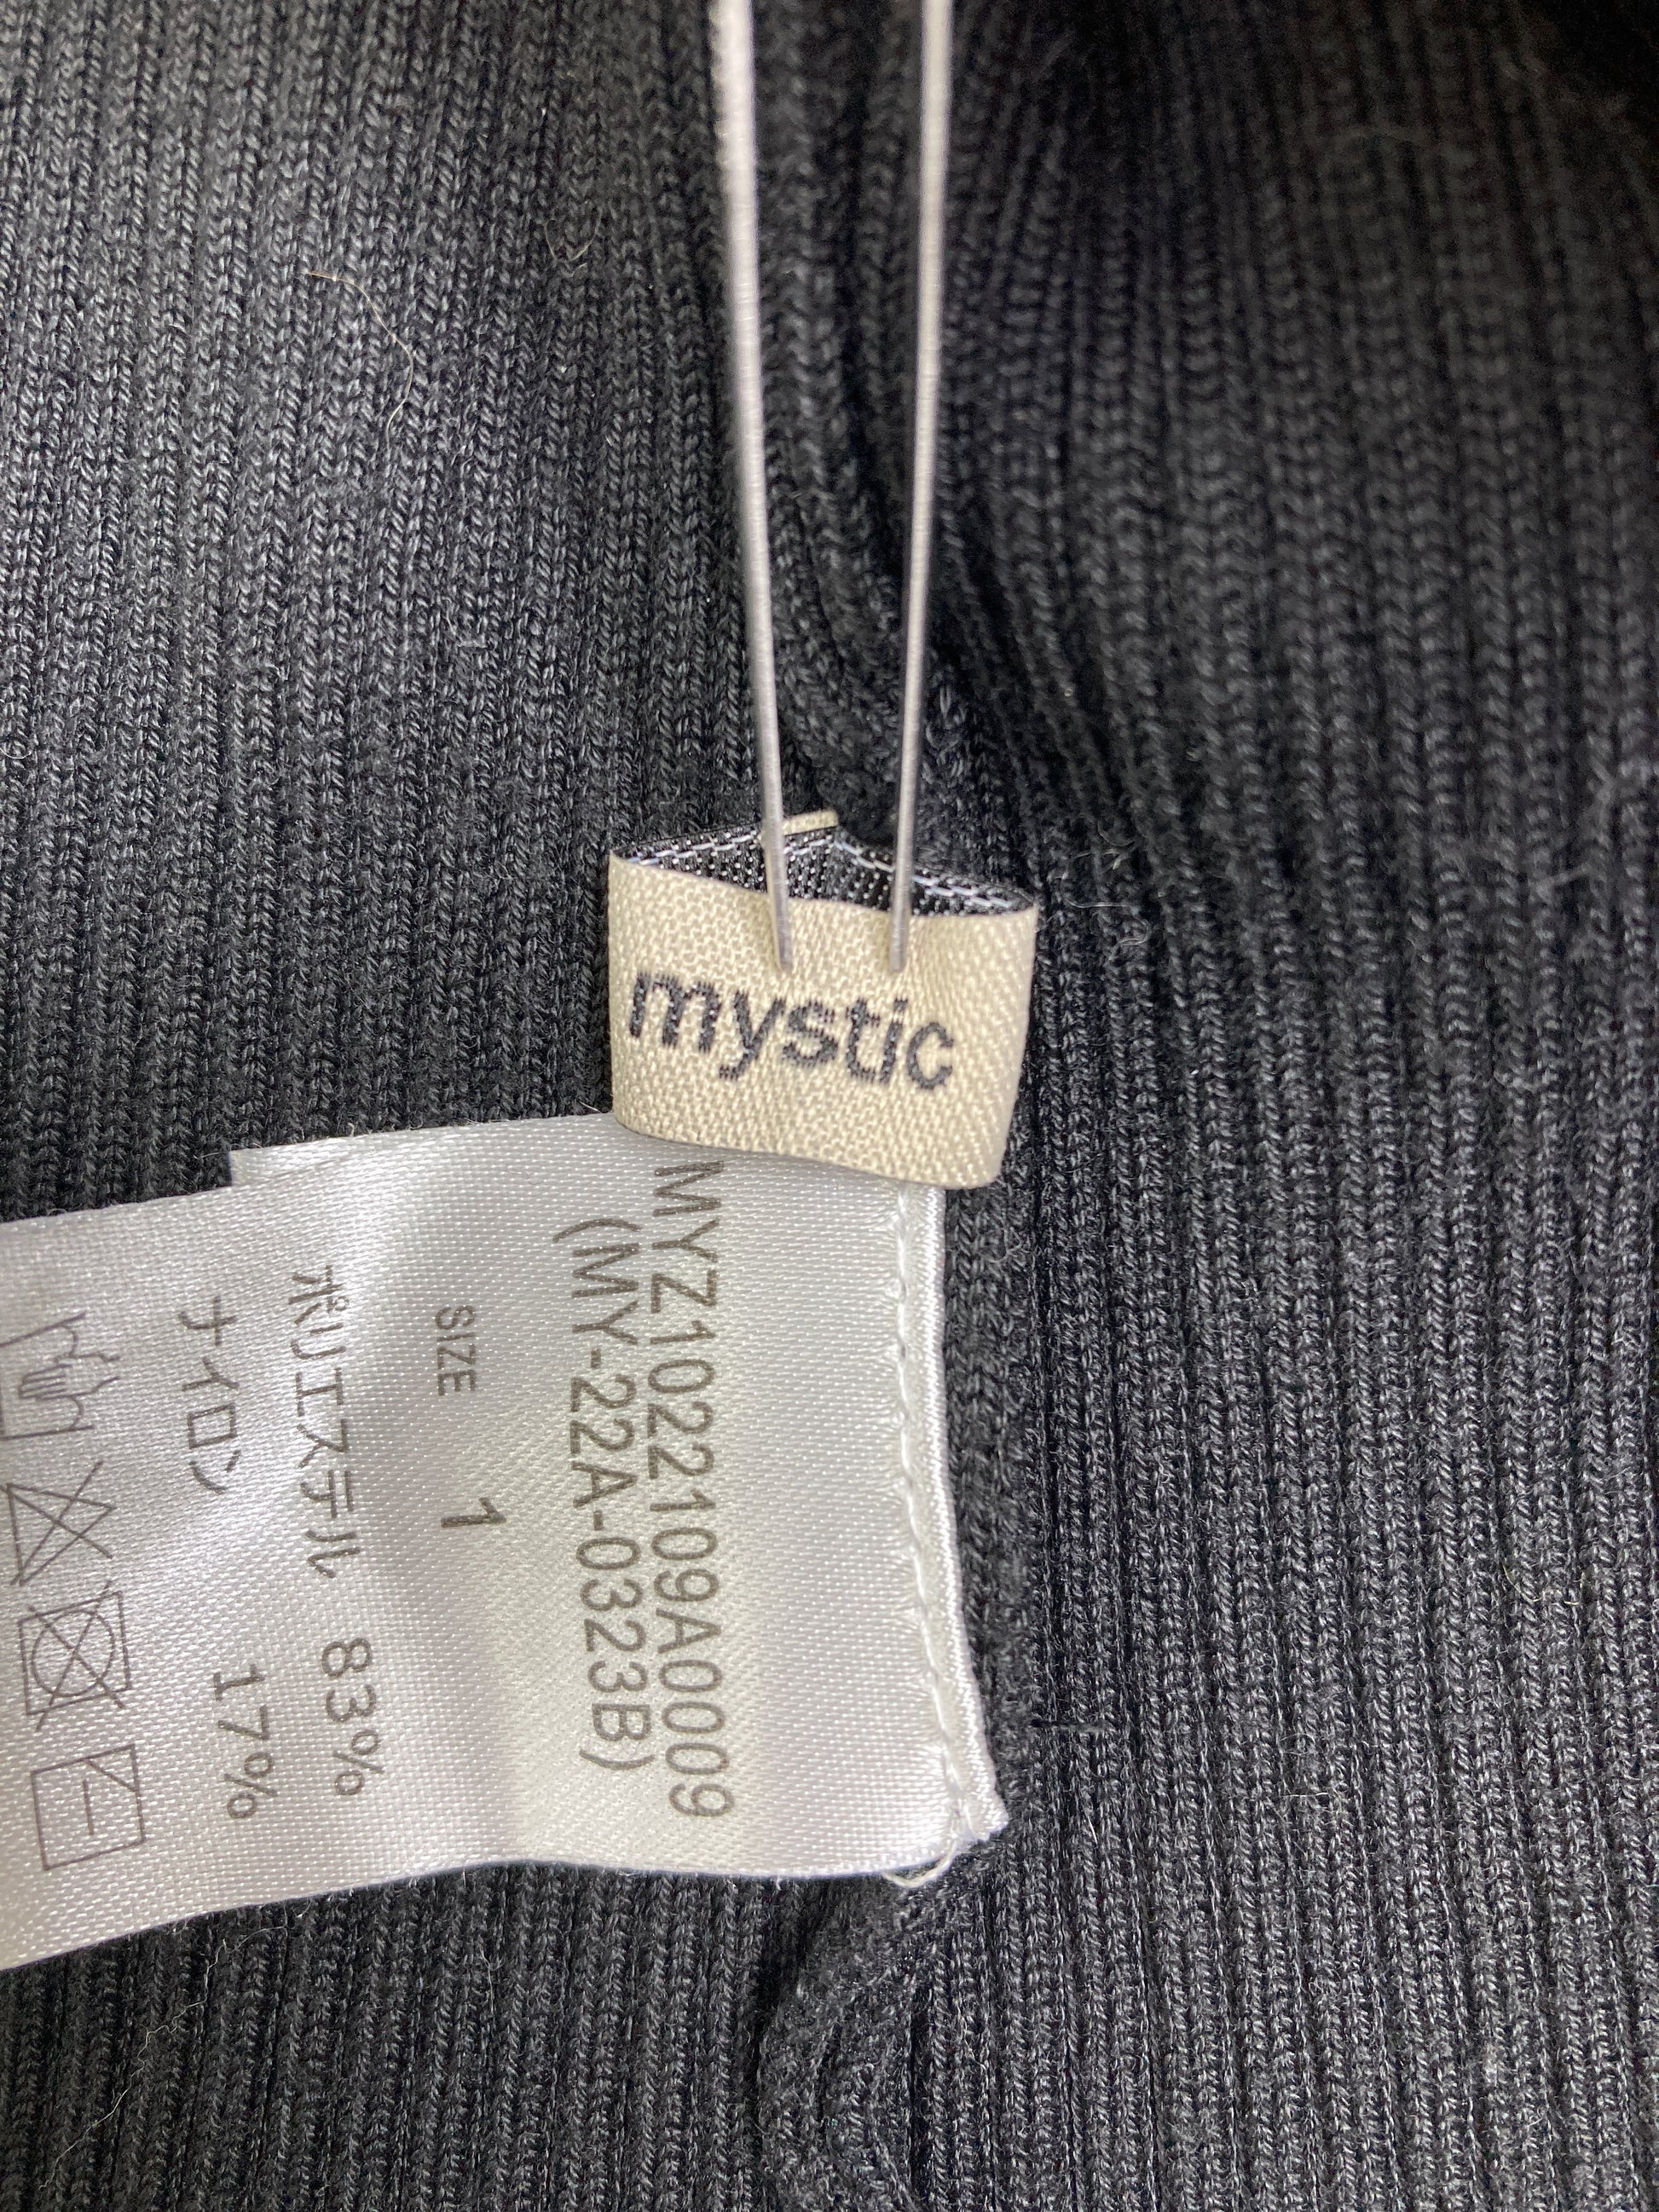 mystic
MYZ1022109A0009
(MY-22A-0323B)
SIZE 1
ポリエステル 83%
ナイロン 17%